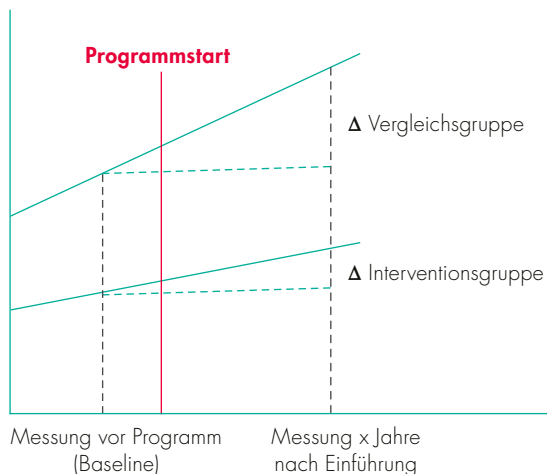 Programmstart
Δ Vergleichsgruppe
Δ Interventionsgruppe
Messung vor Programm
(Baseline)
Messung x Jahre
nach Einführung